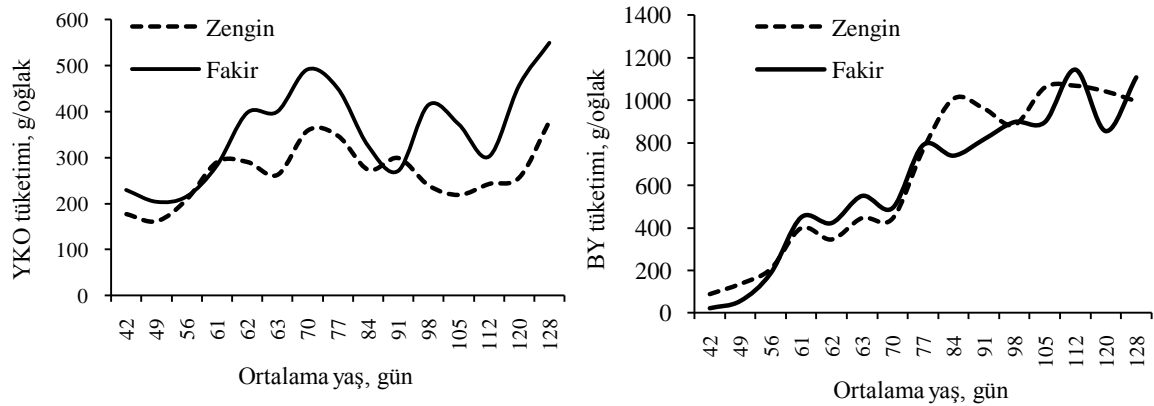 600
500
400
300
200
100
0
YKO tüketimi, g/oğlak
Zengin
Fakir
42 49 56 61 62 63 70 77 84 91 98 105 112 120 128
Ortalama yaş, gün
1400
1200
1000
800
600
400
200
0
BY tüketimi, g/oğlak
Zengin
Fakir
42 49 56 61 62 63 70 77 84 91 98 105 112 120 128
Ortalama yaş, gün